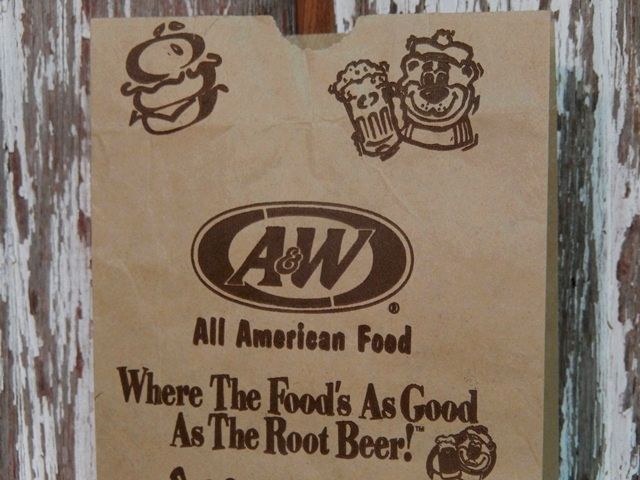 A&W®
All American Food
Where The Food's As Good
As The Root Beer!™